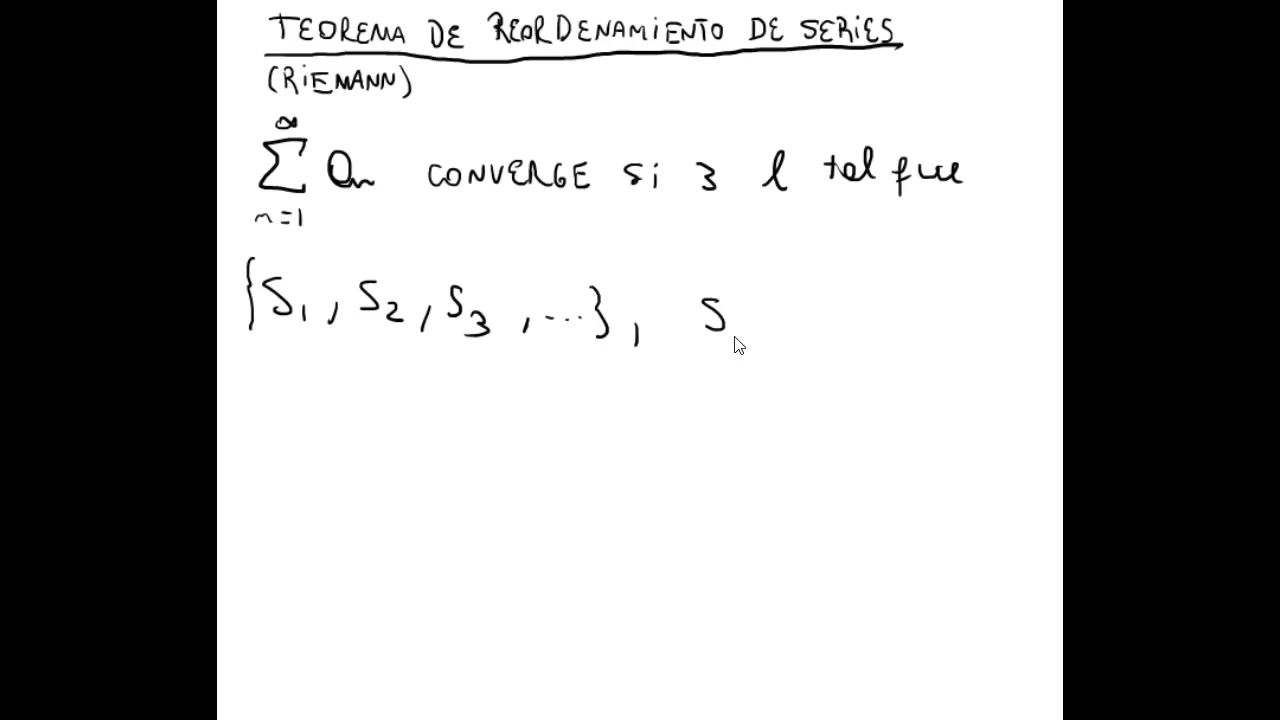 TEOREMA DE REORDENAMIENTO DE SERIES
(RIEMANN)
∞
∑ an CONVERGE Si ∃ l tal que
n=1
{S1, S2, S3, ...}, S